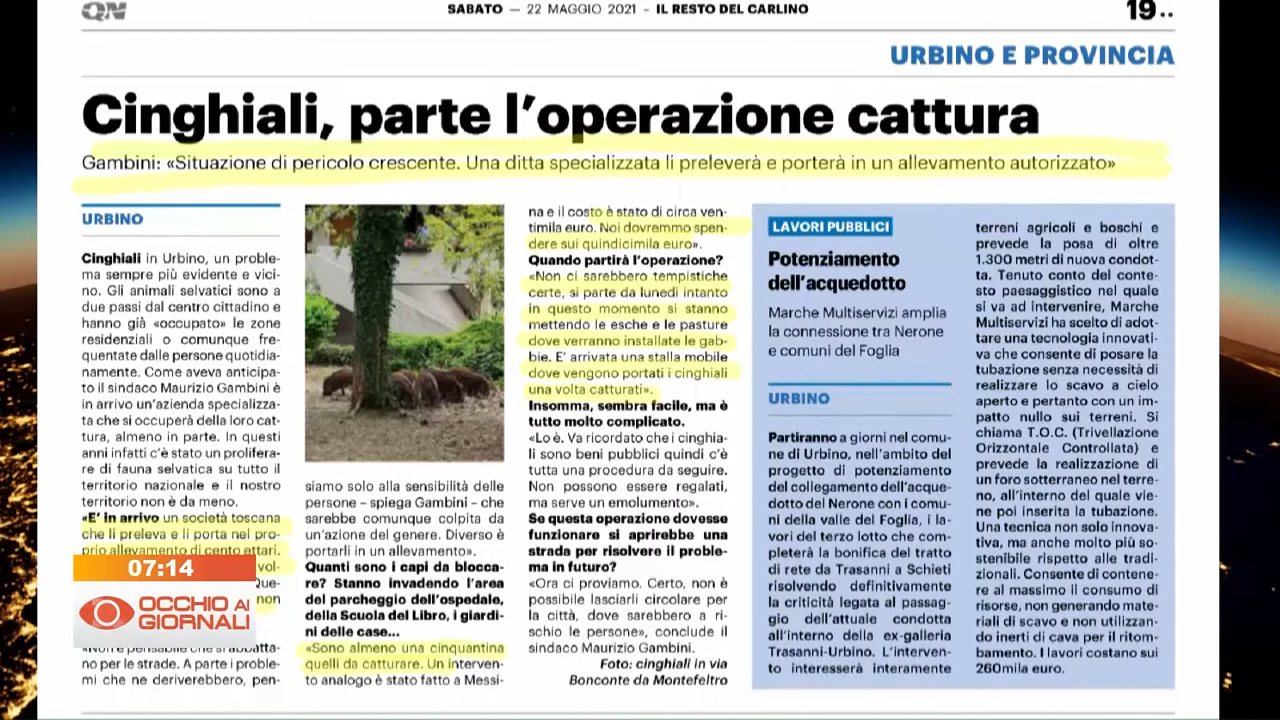 QN
SABATO — 22 MAGGIO 2021 – IL RESTO DEL CARLINO
19..
URBINO E PROVINCIA
Cinghiali, parte l’operazione cattura
Gambini: «Situazione di pericolo crescente. Una ditta specializzata li preleverà e porterà in un allevamento autorizzato»
URBINO
Cinghiali in Urbino, un proble-
ma sempre più evidente e vici-
no. Gli animali selvatici sono a
due passi dal centro cittadino e
hanno già «occupato» le zone
residenziali o comunque fre-
quentate dalle persone quotidia-
namente. Come aveva anticipa-
to il sindaco Maurizio Gambini è
in arrivo un’azienda specializza-
ta che si occuperà della loro cat-
tura, almeno in parte. In questi
anni infatti c’è stato un prolifera-
re di fauna selvatica su tutto il
territorio nazionale e il nostro
territorio non è da meno.
«E’ in arrivo un società toscana
che li preleva e li porta nel pro-
prio allevamento di cento ettari.
vol-
Que-
non
«Non è pensabile che si abbatta-
no per le strade. A parte i proble-
mi che ne deriverebbero, pen-
siamo solo alla sensibilità delle
persone – spiega Gambini – che
sarebbe comunque colpita da
un’azione del genere. Diverso è
portarli in un allevamento».
Quanti sono i capi da blocca-
re? Stanno invadendo l’area
del parcheggio dell’ospedale,
della Scuola del Libro, i giardi-
ni delle case...
«Sono almeno una cinquantina
quelli da catturare. Un interven-
to analogo è stato fatto a Messi-
na e il costo è stato di circa ven-
timila euro. Noi dovremmo spen-
dere sui quindicimila euro».
Quando partirà l’operazione?
«Non ci sarebbero tempistiche
certe, si parte da lunedì intanto
in questo momento si stanno
mettendo le esche e le pasture
dove verranno installate le gab-
bie. E’ arrivata una stalla mobile
dove vengono portati i cinghiali
una volta catturati».
Insomma, sembra facile, ma è
tutto molto complicato.
«Lo è. Va ricordato che i cinghia-
li sono beni pubblici quindi c’è
tutta una procedura da seguire.
Non possono essere regalati,
ma serve un emolumento».
Se questa operazione dovesse
funzionare si aprirebbe una
strada per risolvere il proble-
ma in futuro?
«Ora ci proviamo. Certo, non è
possibile lasciarli circolare per
la città, dove sarebbero a ri-
schio le persone», conclude il
sindaco Maurizio Gambini.
Foto: cinghiali in via
Bonconte da Montefeltro
LAVORI PUBBLICI
Potenziamento
dell’acquedotto
Marche Multiservizi amplia
la connessione tra Nerone
e comuni del Foglia
URBINO
Partiranno a giorni nel comu-
ne di Urbino, nell’ambito del
progetto di potenziamento
del collegamento dell’acque-
dotto del Nerone con i comu-
ni della valle del Foglia, i la-
vori del terzo lotto che com-
pleterà la bonifica del tratto
di rete da Trasanni a Schieti
risolvendo definitivamente
la criticità legata al passag-
gio dell’attuale condotta
all’interno della ex-galleria
Trasanni-Urbino. L’interven-
to interesserà interamente
terreni agricoli e boschi e
prevede la posa di oltre
1.300 metri di nuova condot-
ta. Tenuto conto del conte-
sto paesaggistico nel quale
si va ad intervenire, Marche
Multiservizi ha scelto di adot-
tare una tecnologia innovati-
va che consente di posare la
tubazione senza necessità di
realizzare lo scavo a cielo
aperto e pertanto con un im-
patto nullo sui terreni. Si
chiama T.O.C. (Trivellazione
Orizzontale Controllata) e
prevede la realizzazione di
un foro sotterraneo nel terre-
no, all’interno del quale vie-
ne poi inserita la tubazione.
Una tecnica non solo innova-
tiva, ma anche molto più so-
stenibile rispetto alle tradi-
zionali. Consente di contene-
re al massimo il consumo di
risorse, non generando mate-
riali di scavo e non utilizzan-
do inerti di cava per il ritom-
bamento. I lavori costano sui
260mila euro.
07:14
OCCHIO AI
GIORNALI